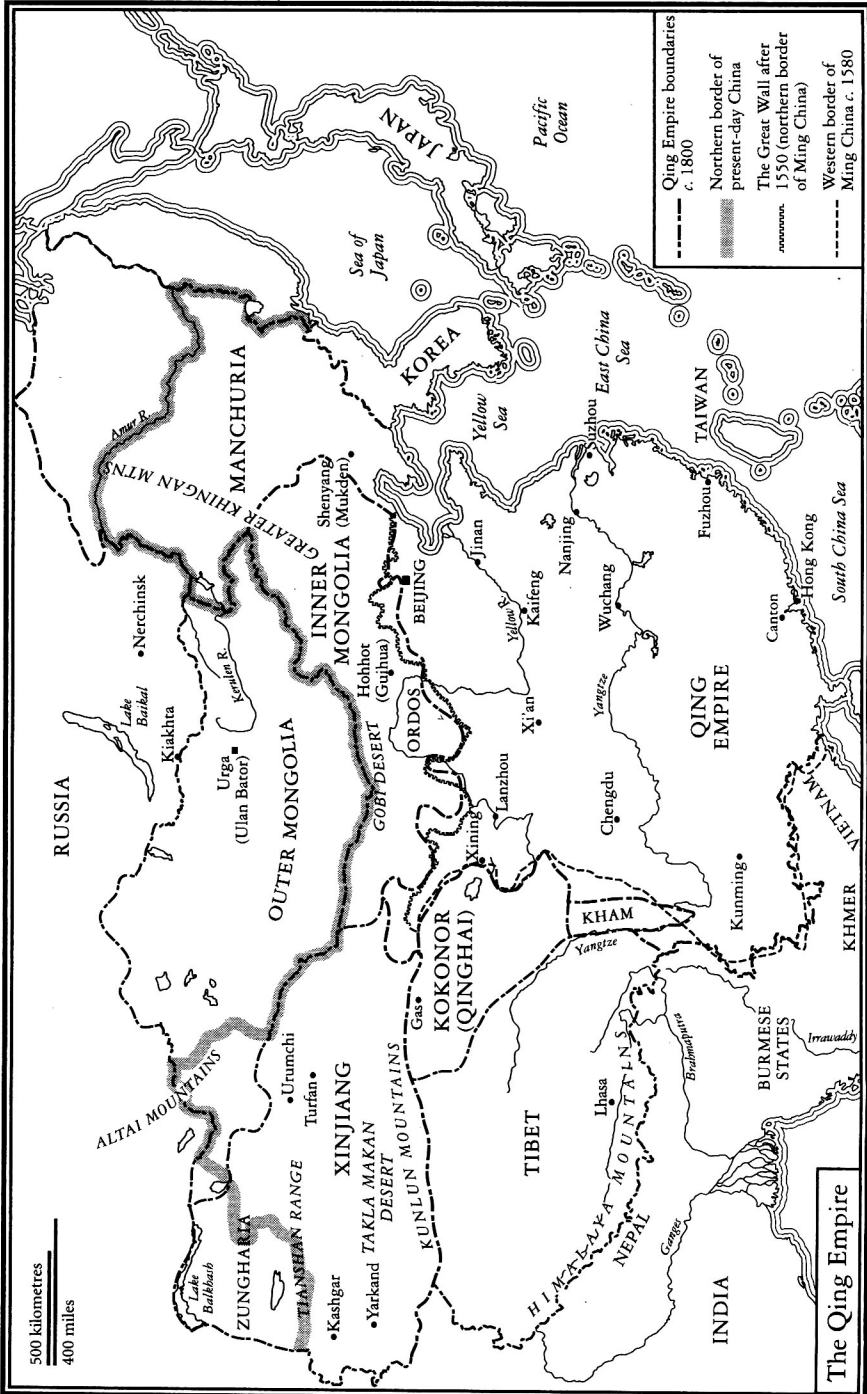 500 kilometres
400 miles
RUSSIA
JAPAN
Pacific
Ocean
Sea of
Japan
MANCHURIA
Amur R.
GREATER KHINGAN MTNS
KOREA
Yellow
Sea
East China
Sea
Nerchinsk
Lake
Baikal
Kiakhta
Kerulen R.
Urga
(Ulan Bator)
OUTER MONGOLIA
INNER
MONGOLIA
Shenyang
(Mukden)
BEIJING
Hohhot
(Guihua)
GOBI DESERT
ORDOS
Jinan
Yellow R.
Kaifeng
Nanjing
Suzhou
TAIWAN
Fuzhou
Wuchang
Xi'an
Yangtze
Lanzhou
Xining
Chengdu
QING
EMPIRE
Canton
Hong Kong
South China Sea
ALTAI MOUNTAINS
Urumchi
Turfan
XINJIANG
Lake
Balkhash
ZUNGHARIA
TIANSHAN RANGE
Kashgar
Yarkand
TAKLA MAKAN
DESERT
KUNLUN MOUNTAINS
Gas
KOKONOR
(QINGHAI)
KHAM
Yangtze
Kunming
VIETNAM
KHMER
TIBET
Lhasa
HIMALAYA MOUNTAINS
NEPAL
Brahmaputra
Ganges
BURMESE
STATES
Irrawaddy
INDIA
Qing Empire boundaries
c. 1800
Northern border of
present-day China
The Great Wall after
1550 (northern border
of Ming China)
Western border of
Ming China c. 1580
The Qing Empire